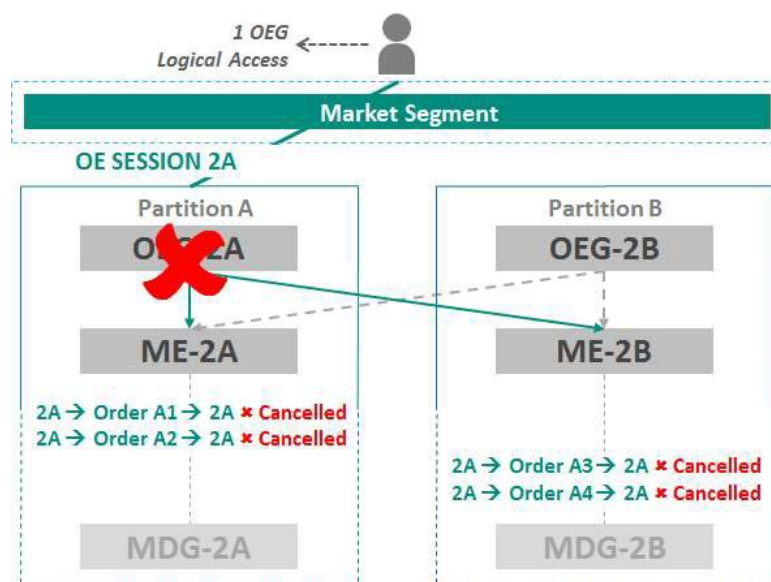 1 OEG
Logical Access
Market Segment
OE SESSION 2A
Partition A
Partition B
2A
OEG-2B
ME-2A
ME-2B
2A → Order A1 → 2A ✖ Cancelled
2A → Order A2 → 2A ✖ Cancelled
2A → Order A3 → 2A ✖ Cancelled
2A → Order A4 → 2A ✖ Cancelled
MDG-2A
MDG-2B